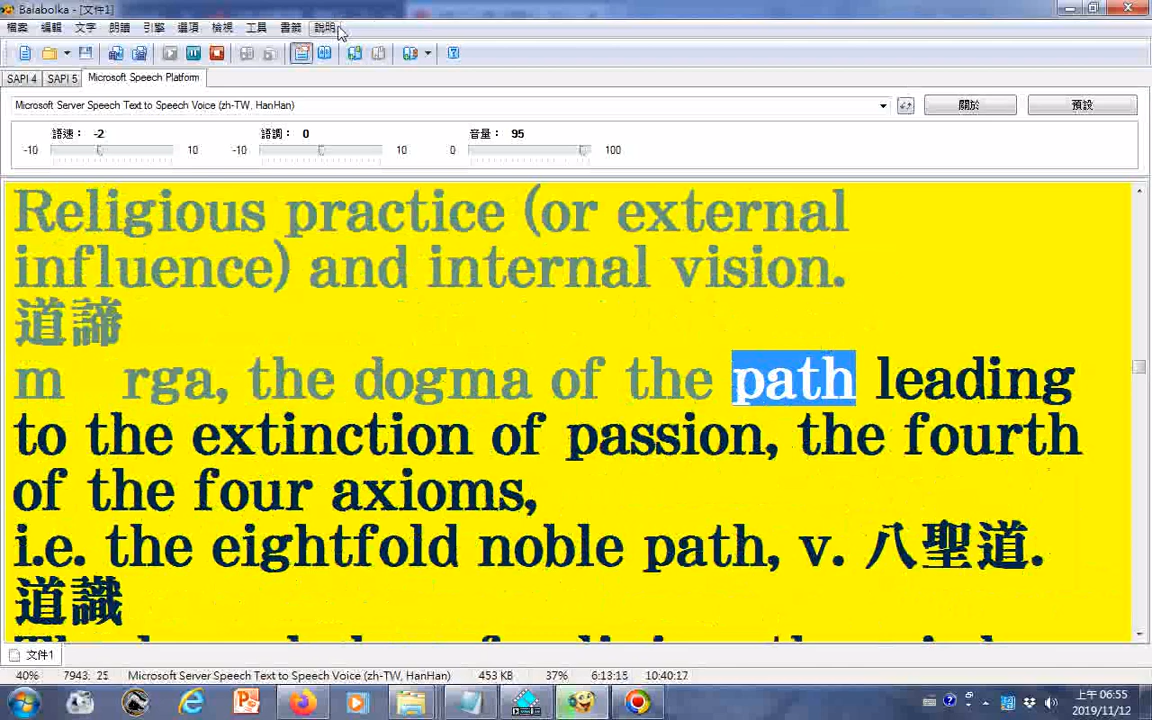 Balabolka - [文件1]
檔案 編輯 文字 朗讀 引擎 選項 檢視 工具 書籤 說明
SAPI 4 SAPI 5 Microsoft Speech Platform
Microsoft Server Speech Text to Speech Voice (zh-TW, HanHan) 關於 預設
語速： -2 語調： 0 音量： 95
-10 10 -10 10 0 100
Religious practice (or external
influence) and internal vision.
道諦
m rga, the dogma of the path leading
to the extinction of passion, the fourth
of the four axioms,
i.e. the eightfold noble path, v. 八聖道.
道識
文件1
40% 7943: 25 Microsoft Server Speech Text to Speech Voice (zh-TW, HanHan) 453 KB 37% 6:13:15 10:40:17
上午 06:55
2019/11/12